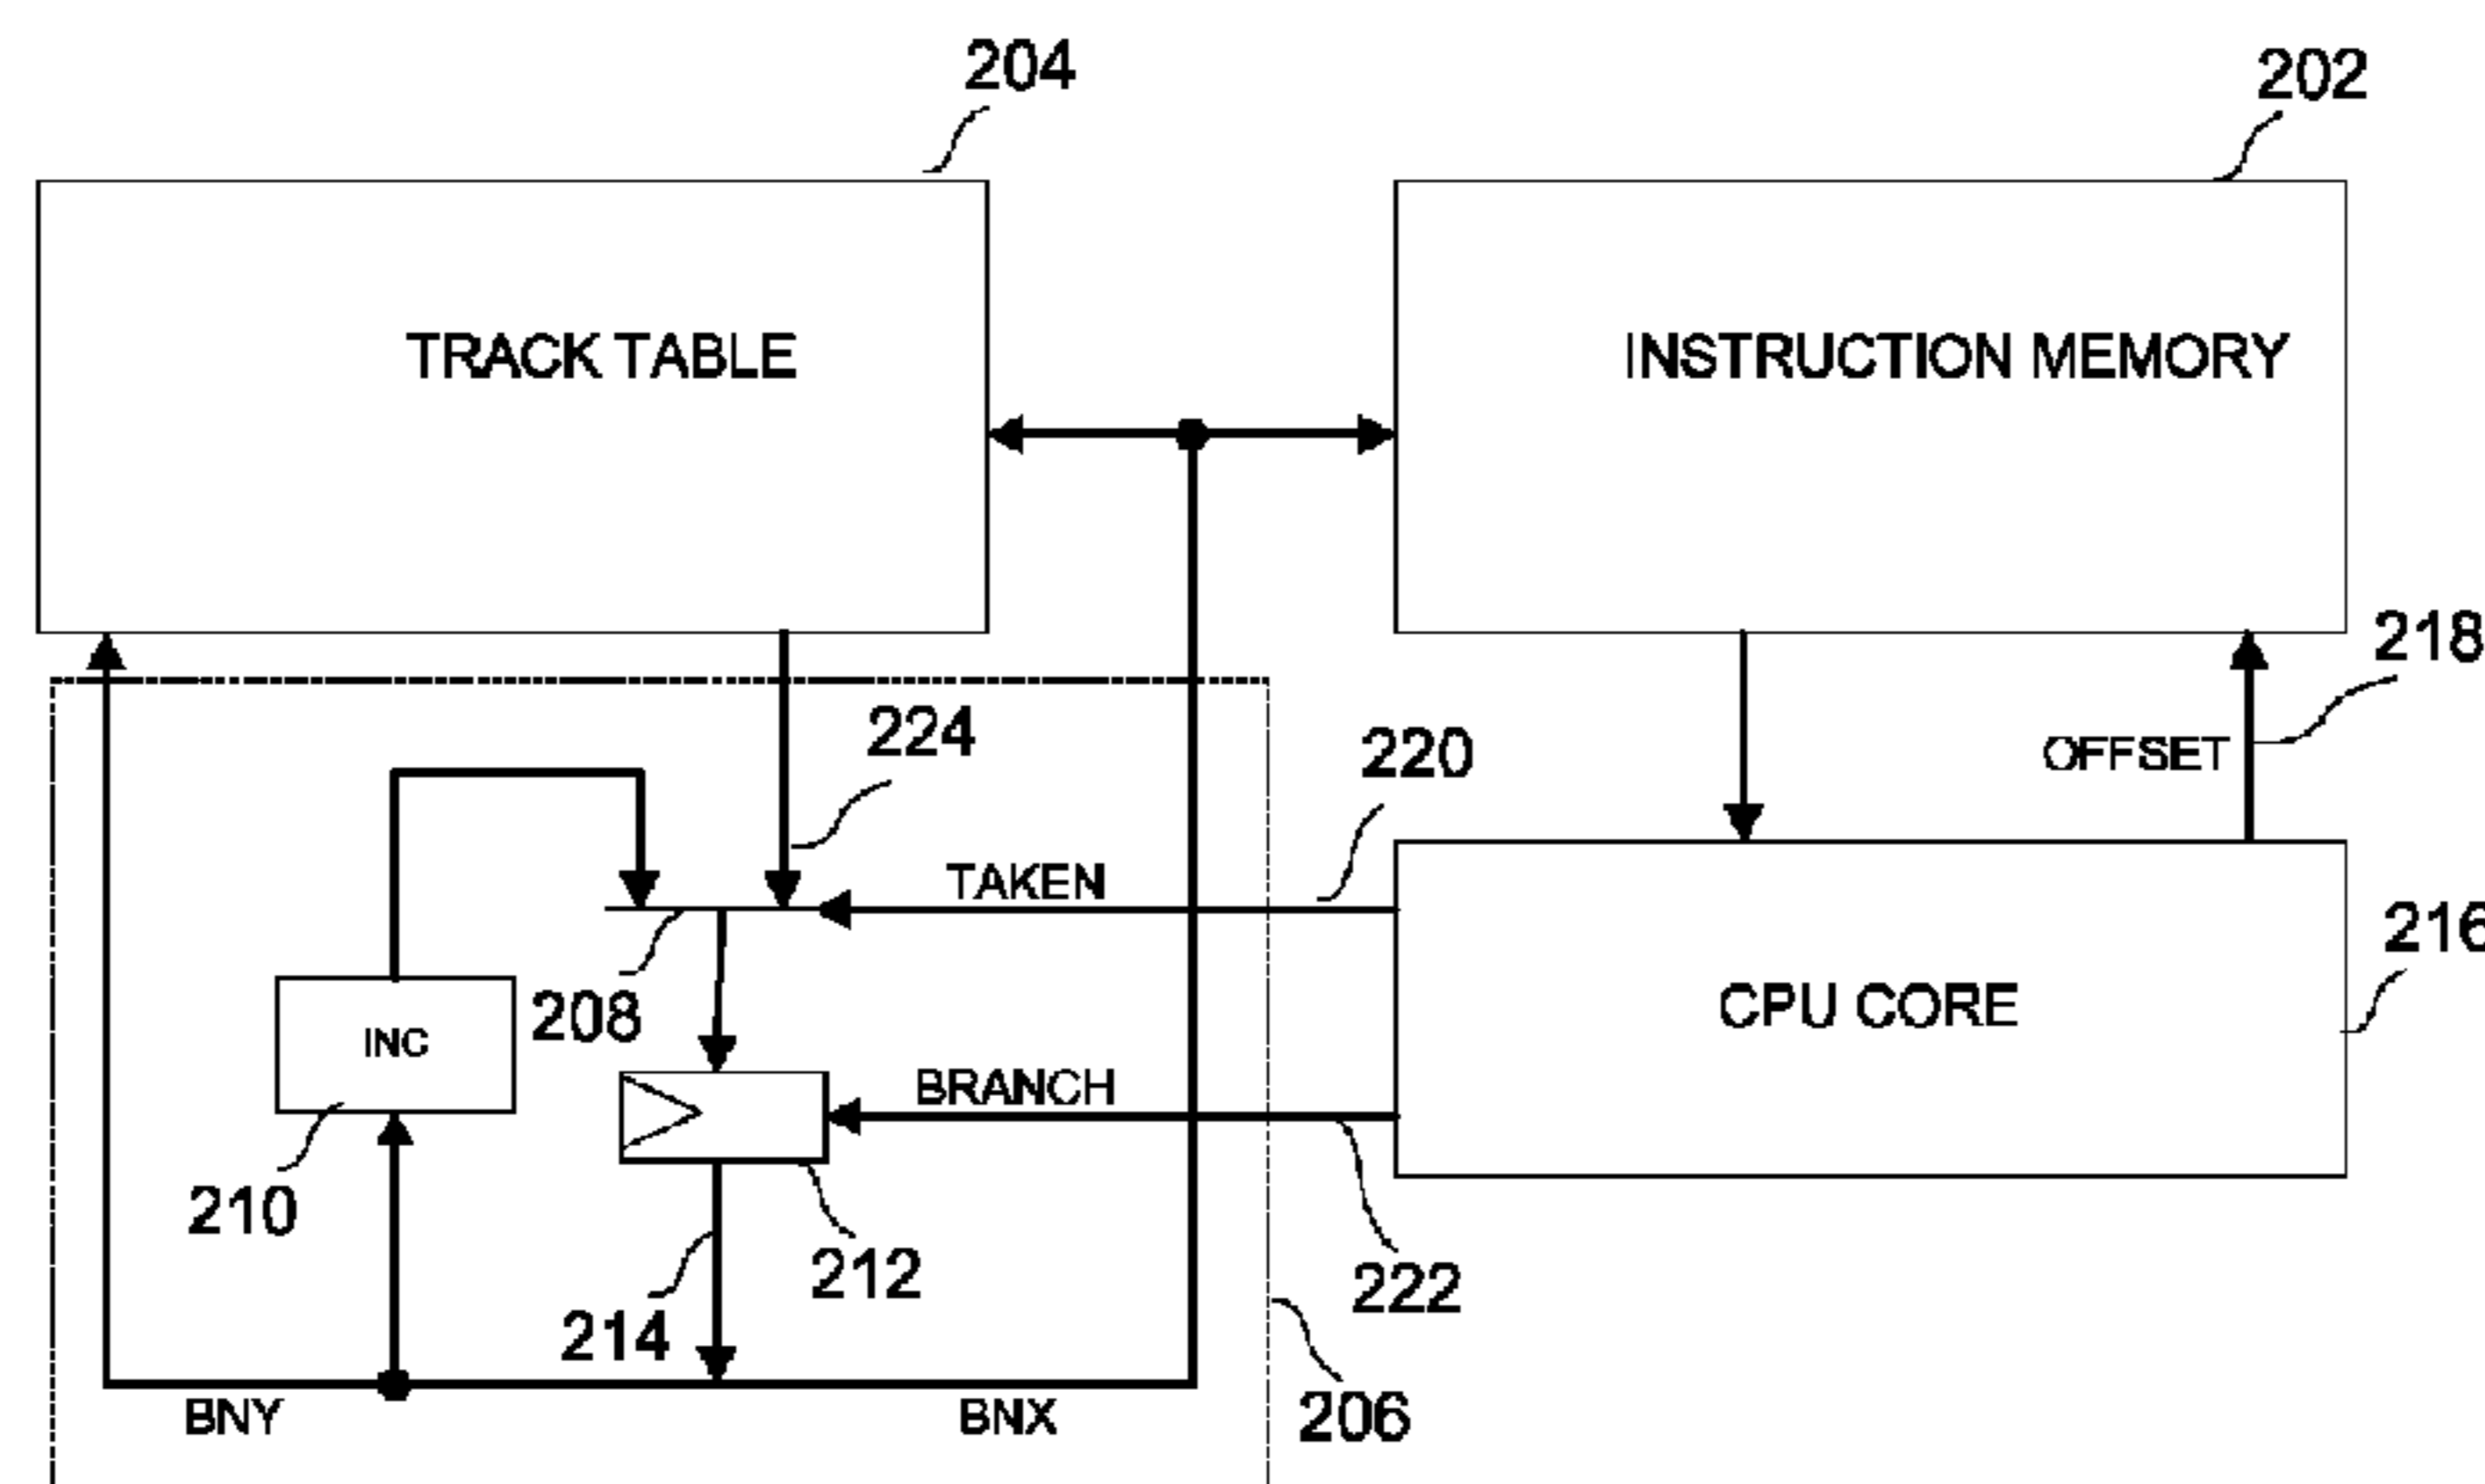 204
202
TRACK TABLE
INSTRUCTION MEMORY
218
224
220
OFFSET
TAKEN
216
208
CPU CORE
INC
BRANCH
210
212
222
214
206
BNY
BNX